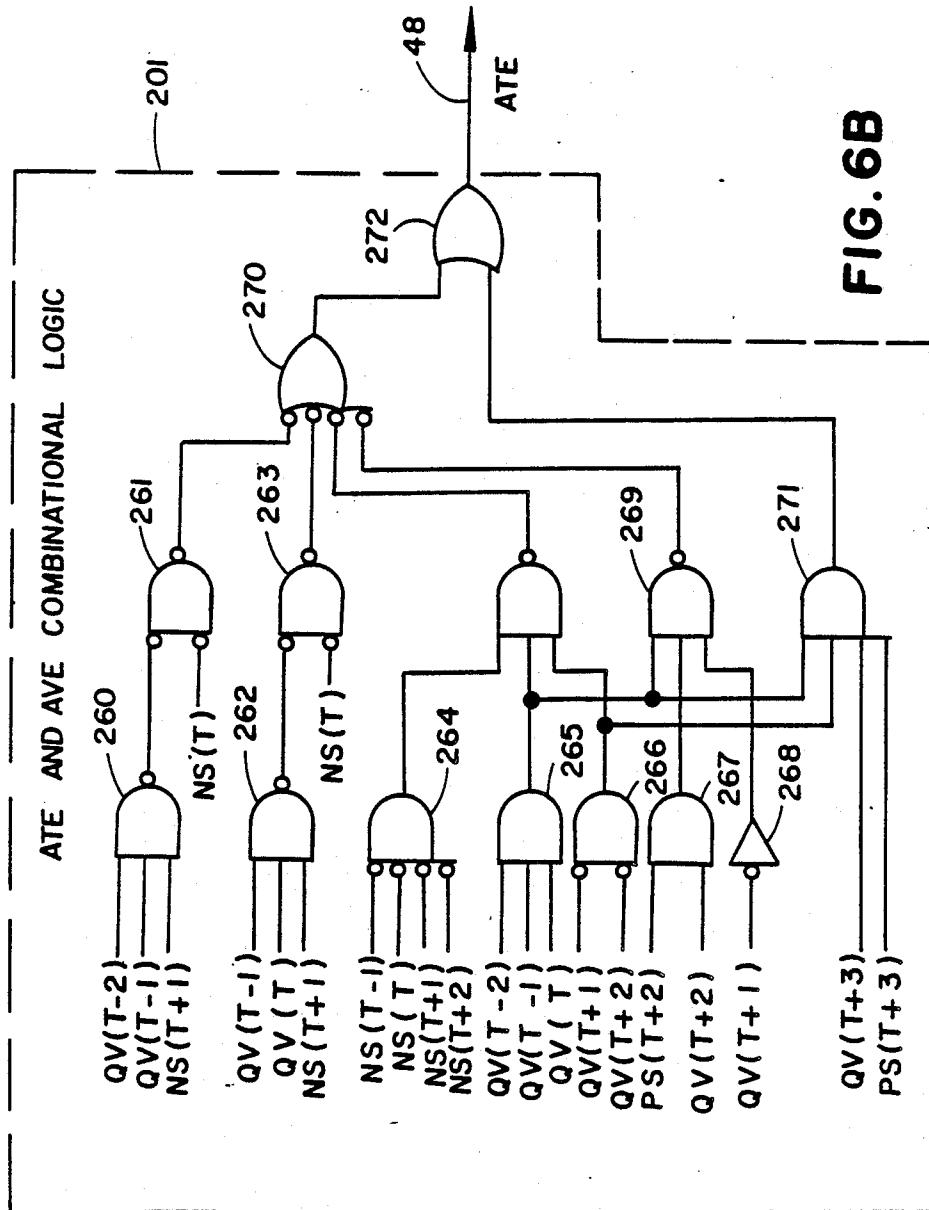 ATE AND AVE COMBINATIONAL LOGIC
201
QV(T-2)
QV(T-1)
NS(T+1)
260
NS(T)
261
QV(T-1)
QV(T)
NS(T+1)
262
NS(T)
263
270
272
48
ATE
NS(T-1)
NS(T)
NS(T+1)
NS(T+2)
264
QV(T-2)
QV(T-1)
QV(T)
265
QV(T+1)
QV(T+2)
266
PS(T+2)
QV(T+2)
267
QV(T+1)
268
269
271
QV(T+3)
PS(T+3)
FIG. 6B